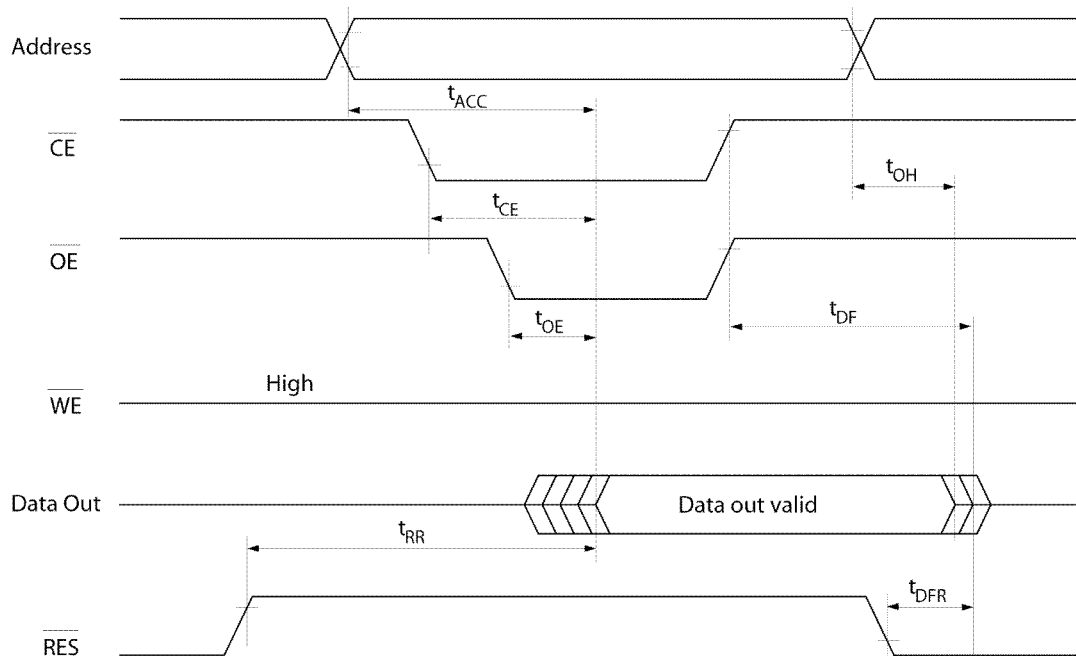 Address
tACC
CE
tOH
tCE
OE
tDF
tOE
High
WE
Data Out
Data out valid
tRR
tDFR
RES